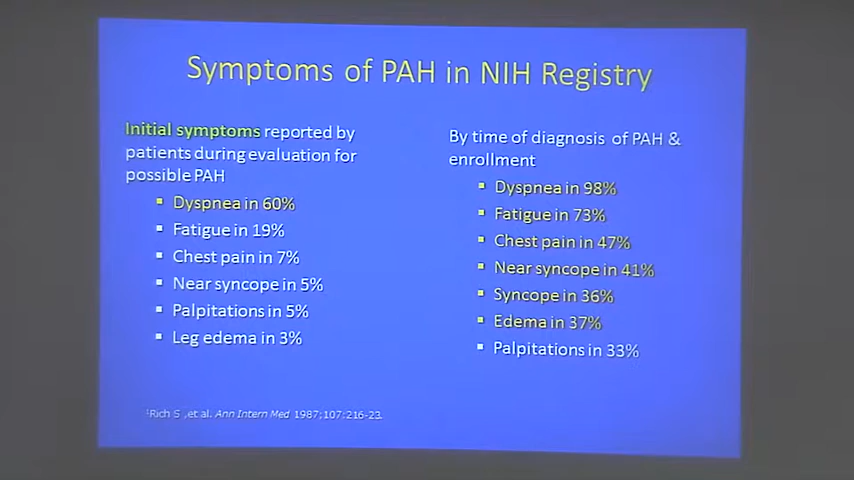 Symptoms of PAH in NIH Registry
Initial symptoms reported by
patients during evaluation for
possible PAH
▪ Dyspnea in 60%
▪ Fatigue in 19%
▪ Chest pain in 7%
▪ Near syncope in 5%
▪ Palpitations in 5%
▪ Leg edema in 3%
By time of diagnosis of PAH &
enrollment
▪ Dyspnea in 98%
▪ Fatigue in 73%
▪ Chest pain in 47%
▪ Near syncope in 41%
▪ Syncope in 36%
▪ Edema in 37%
▪ Palpitations in 33%
¹Rich S ,et al. Ann Intern Med 1987;107:216-23.